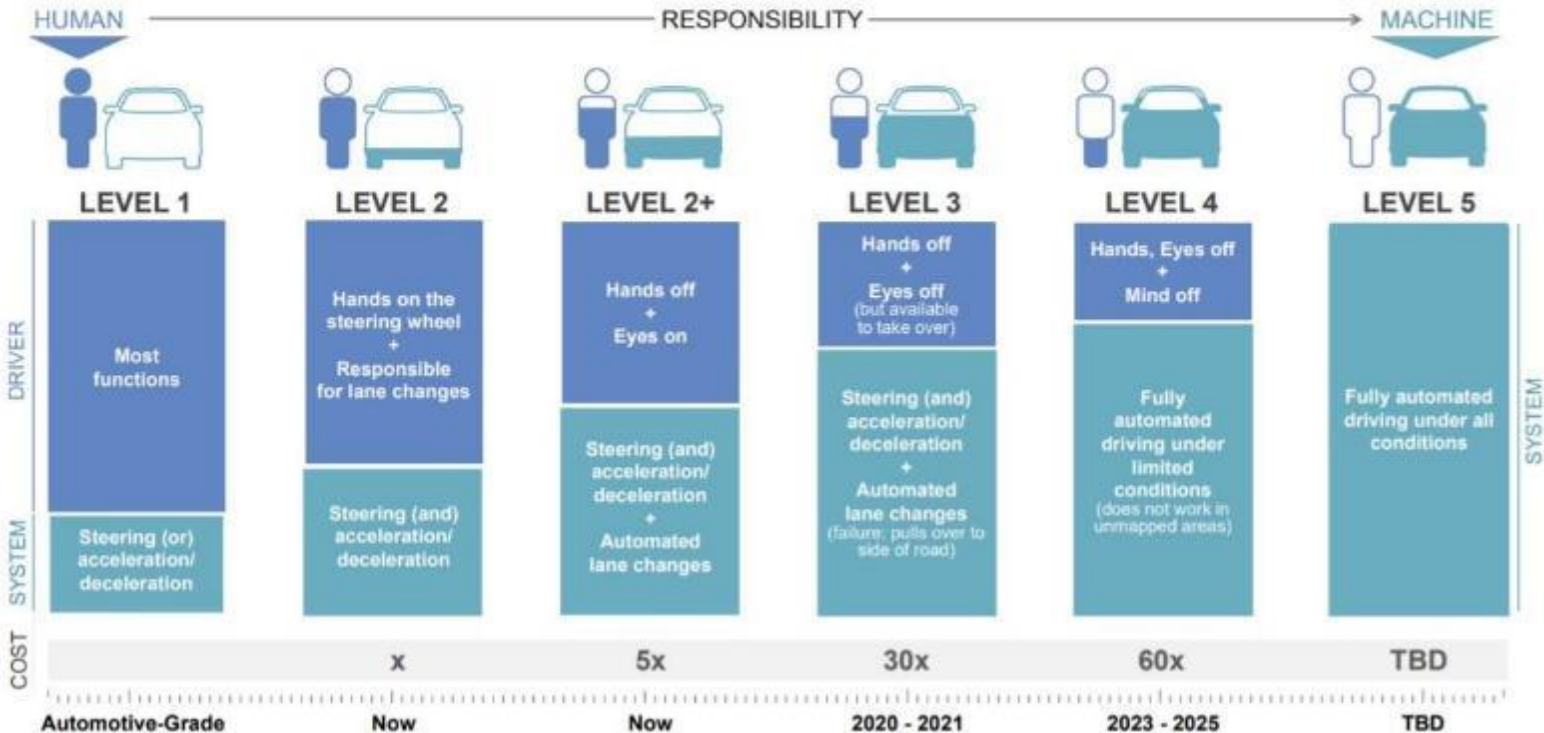 HUMAN
RESPONSIBILITY
MACHINE
LEVEL 1
LEVEL 2
LEVEL 2+
LEVEL 3
LEVEL 4
LEVEL 5
DRIVER
SYSTEM
Most
functions
Steering (or)
acceleration/
deceleration
Hands on the
steering wheel
+
Responsible
for lane changes
Steering (and)
acceleration/
deceleration
Hands off
+
Eyes on
Steering (and)
acceleration/
deceleration
+
Automated
lane changes
Hands off
+
Eyes off
(but available
to take over)
Steering (and)
acceleration/
deceleration
+
Automated
lane changes
(failure; pulls over to
side of road)
Hands, Eyes off
+
Mind off
Fully
automated
driving under
limited
conditions
(does not work in
unmapped areas)
Fully automated
driving under all
conditions
SYSTEM
COST
x
5x
30x
60x
TBD
Automotive-Grade
Now
Now
2020 - 2021
2023 - 2025
TBD